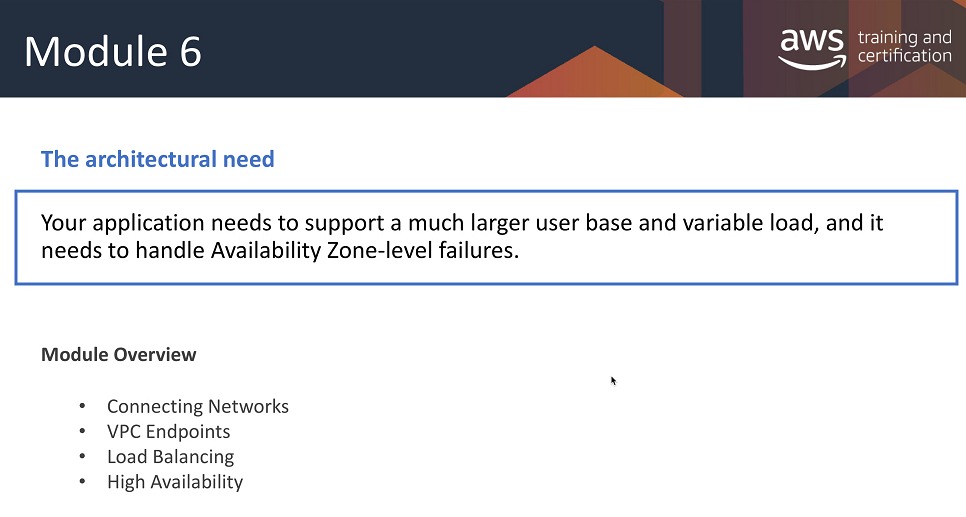 Module 6
aws training and
certification
The architectural need
Your application needs to support a much larger user base and variable load, and it
needs to handle Availability Zone-level failures.
Module Overview
• Connecting Networks
• VPC Endpoints
• Load Balancing
• High Availability